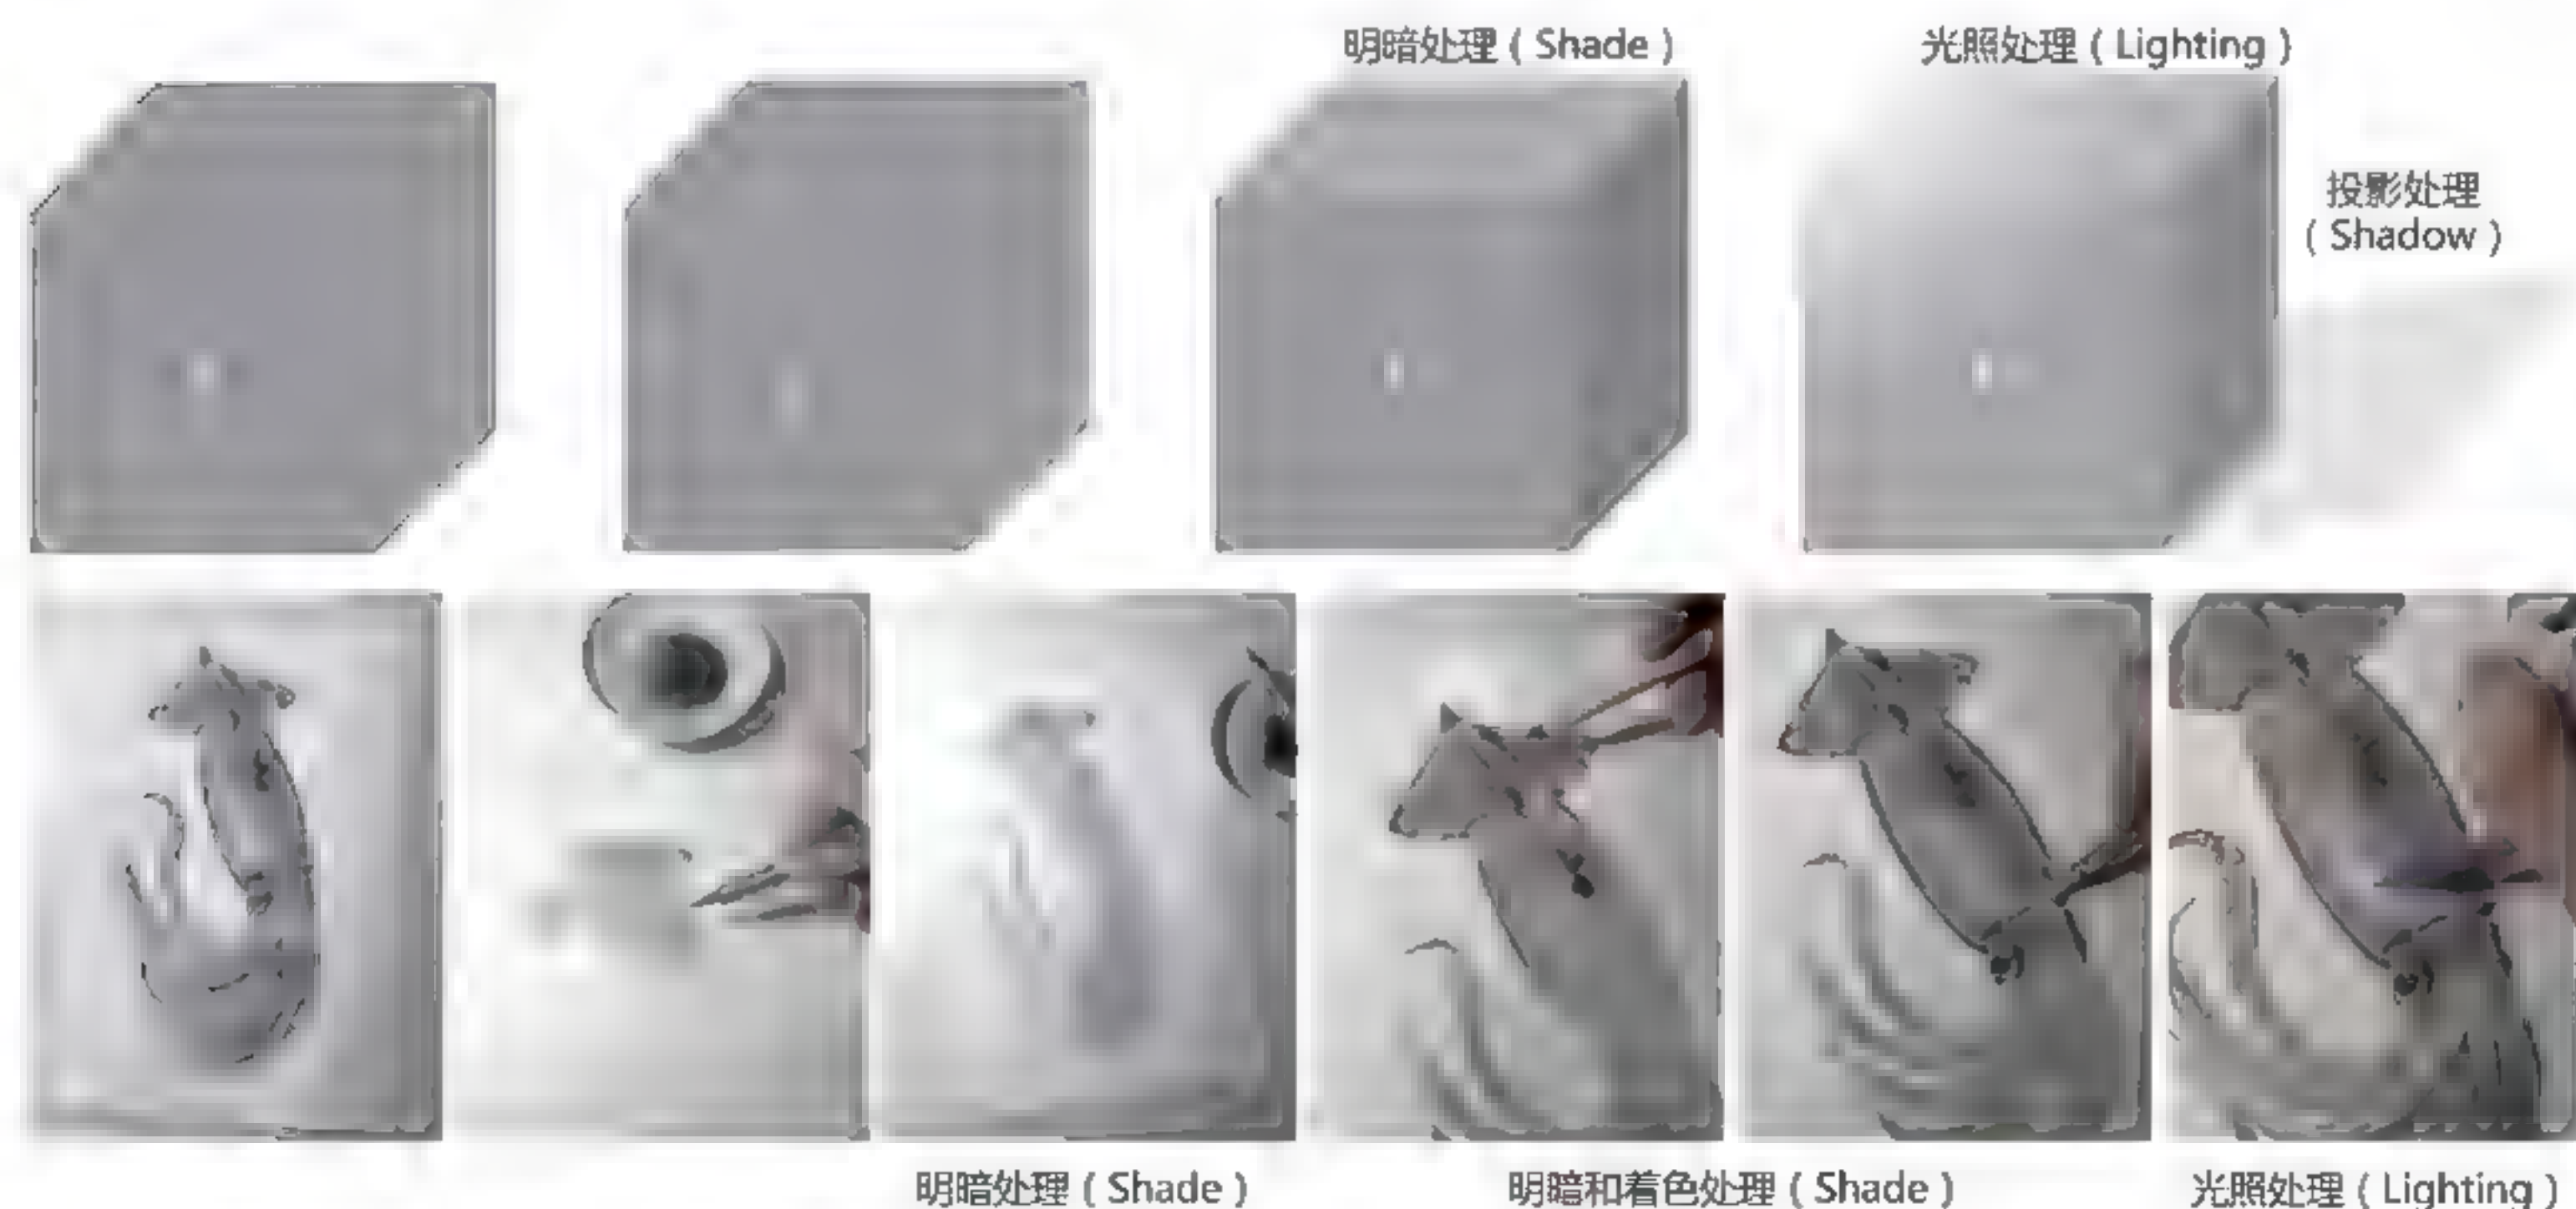 明暗处理 ( Shade )
光照处理 ( Lighting )
投影处理
( Shadow )
明暗处理 ( Shade )
明暗和着色处理 ( Shade )
光照处理 ( Lighting )